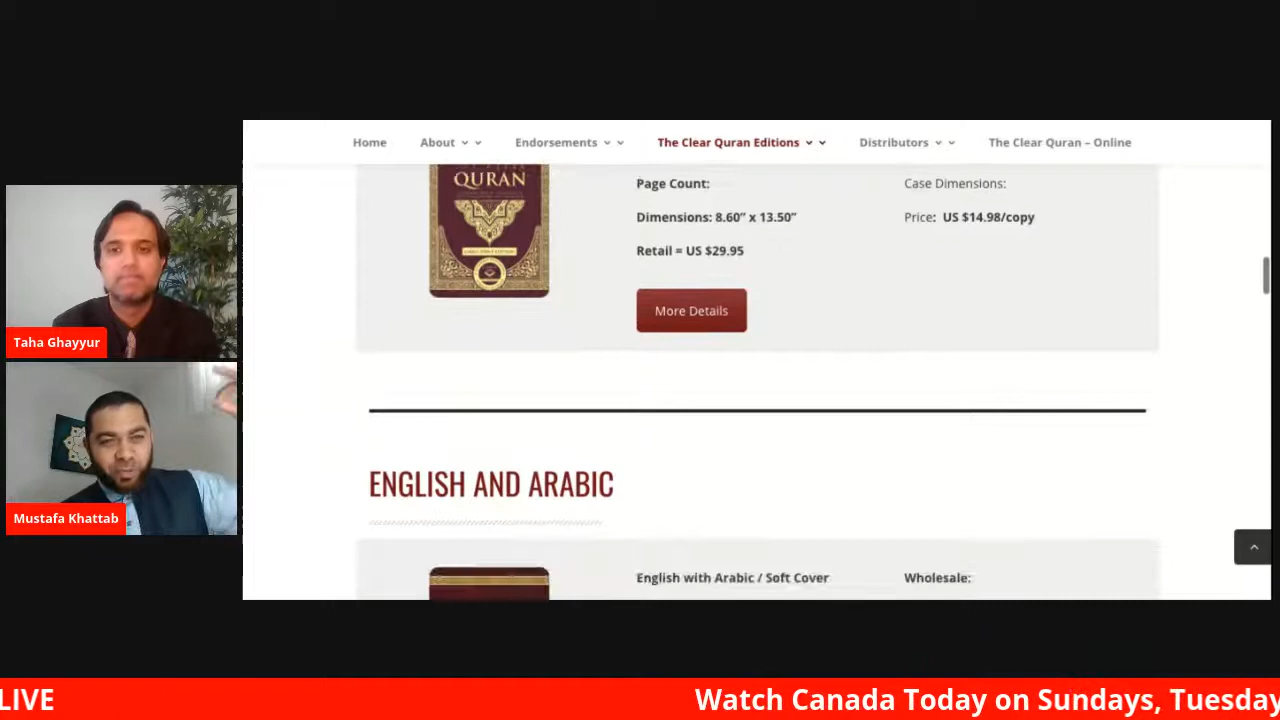 Home About Endorsements The Clear Quran Editions Distributors The Clear Quran – Online
QURAN
Page Count:
Case Dimensions:
Dimensions: 8.60” x 13.50”
Price: US $14.98/copy
Retail = US $29.95
More Details
Taha Ghayyur
Mustafa Khattab
ENGLISH AND ARABIC
English with Arabic / Soft Cover
Wholesale:
LIVE
Watch Canada Today on Sundays, Tuesday